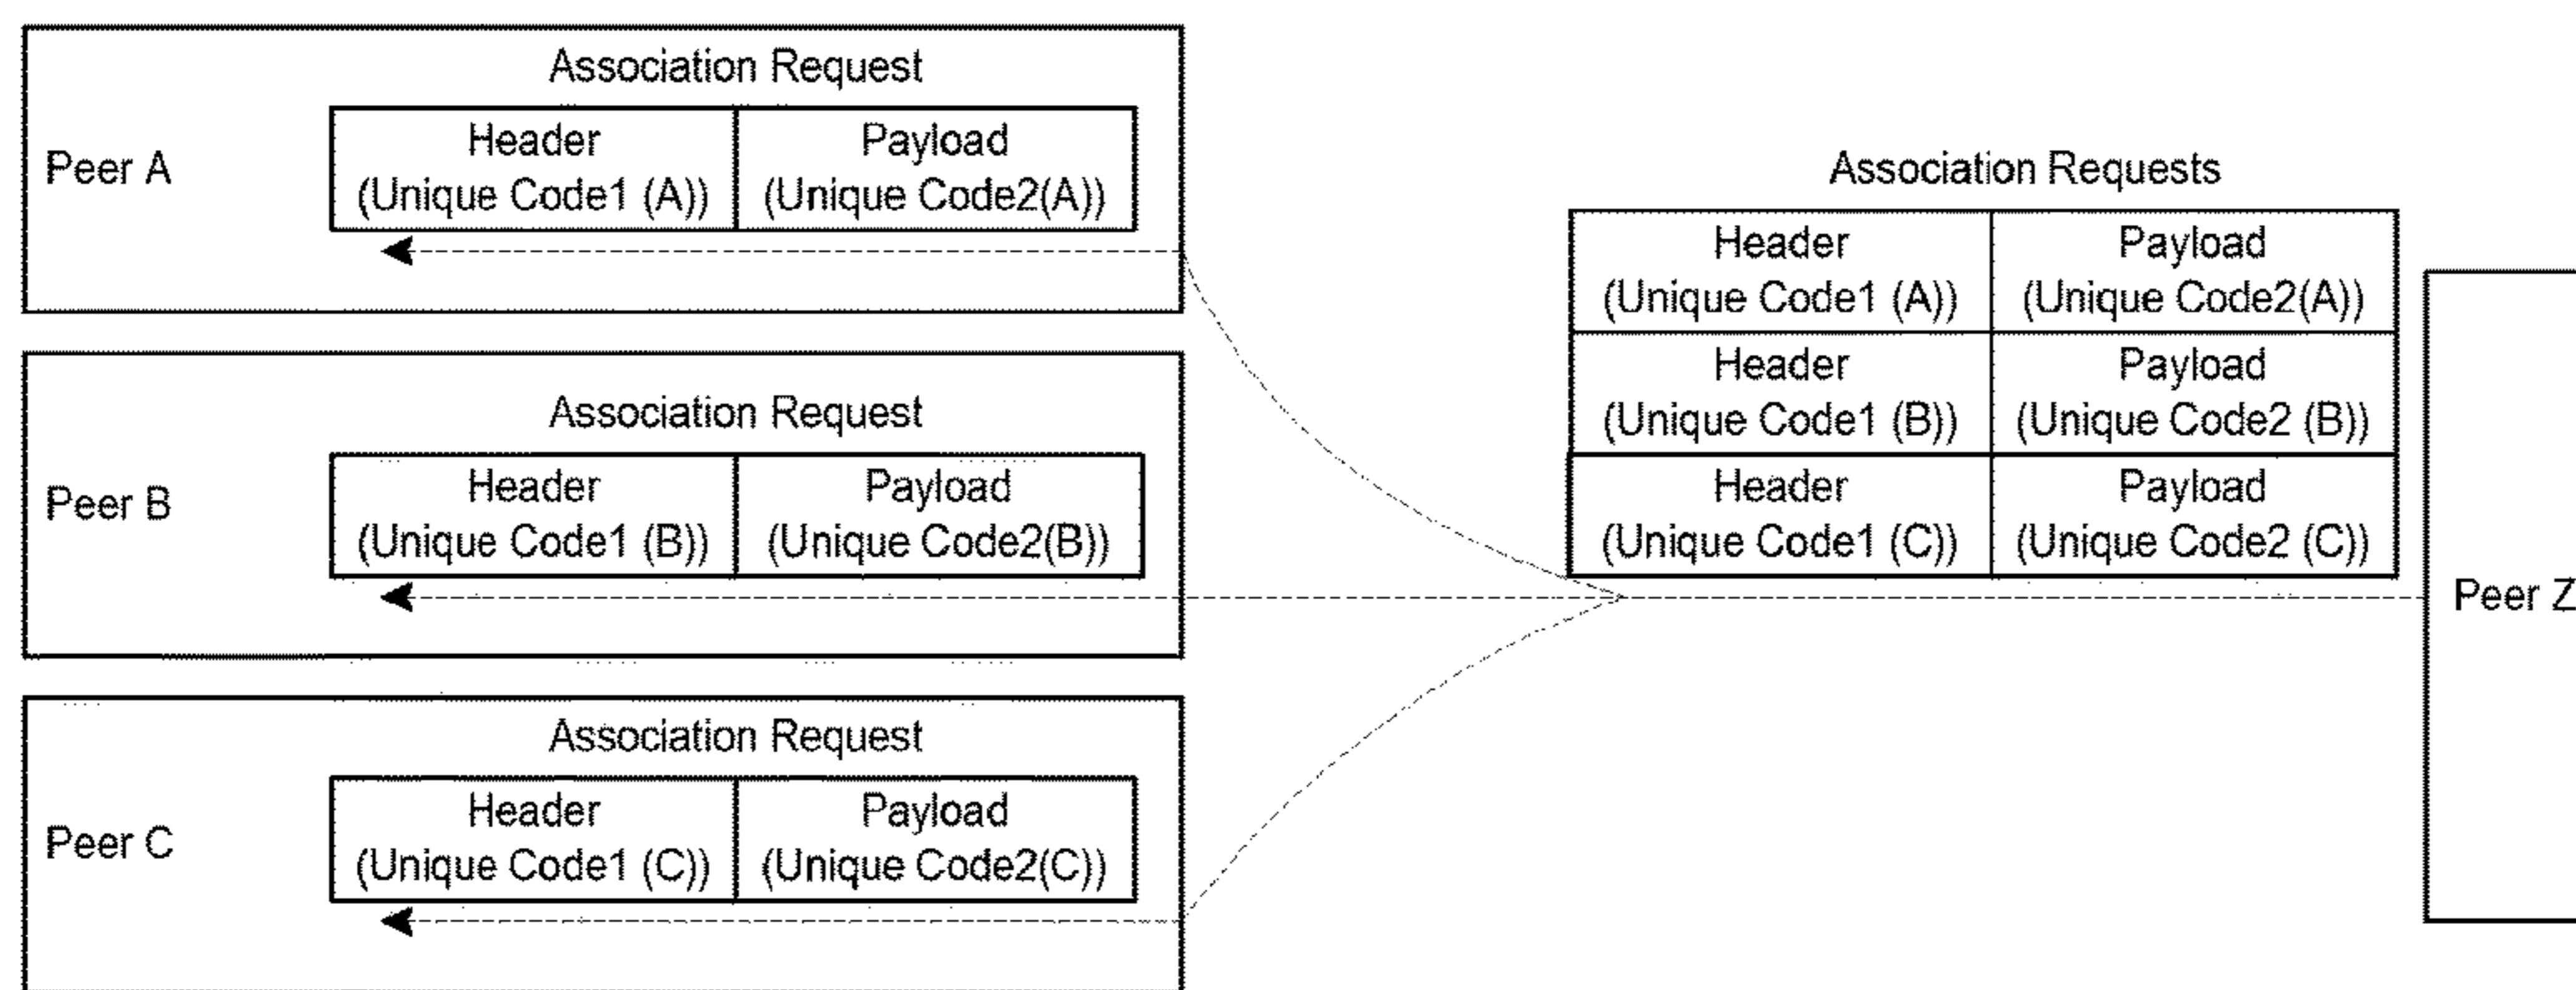 Association Request
Peer A
Header
(Unique Code1 (A))
Payload
(Unique Code2(A))
Association Request
Peer B
Header
(Unique Code1 (B))
Payload
(Unique Code2(B))
Association Request
Peer C
Header
(Unique Code1 (C))
Payload
(Unique Code2(C))
Association Requests
Header
(Unique Code1 (A))
Payload
(Unique Code2(A))
Header
(Unique Code1 (B))
Payload
(Unique Code2 (B))
Header
(Unique Code1 (C))
Payload
(Unique Code2 (C))
Peer Z